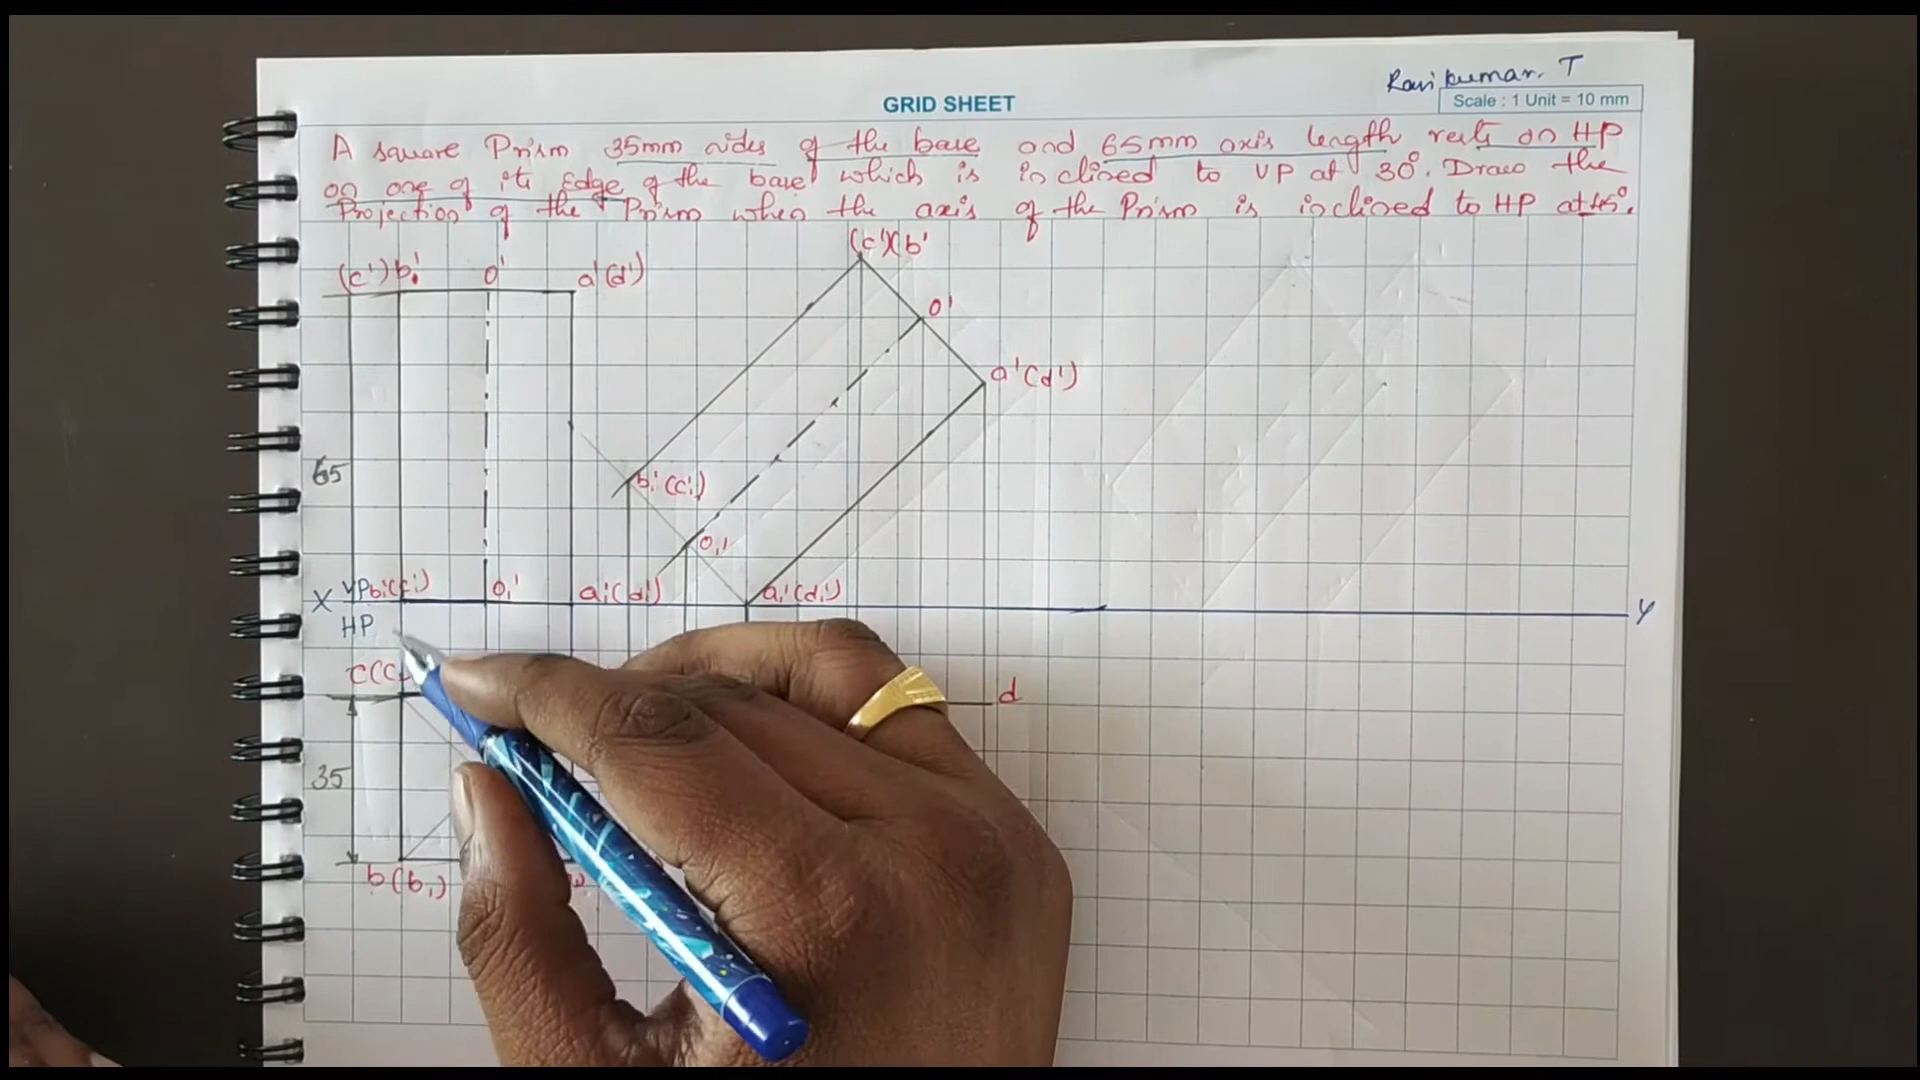 Ravi kumar. T
GRID SHEET
Scale : 1 Unit = 10 mm
A square Prism 35mm sides of the base and 65mm axis length rests on HP
on one of its Edge of the base which is inclined to VP at 30°. Draw the
Projection of the Prism when the axis of the Prism is inclined to HP at 45°.
(c')(b'
(c') b' o' a'(d')
o'
a'(d')
65
b₁'(c₁')
o₁'
X VP b₁'(c₁') o₁' a₁'(d₁') a₁'(d₁') Y
HP
c(c
d
35
b(b₁)